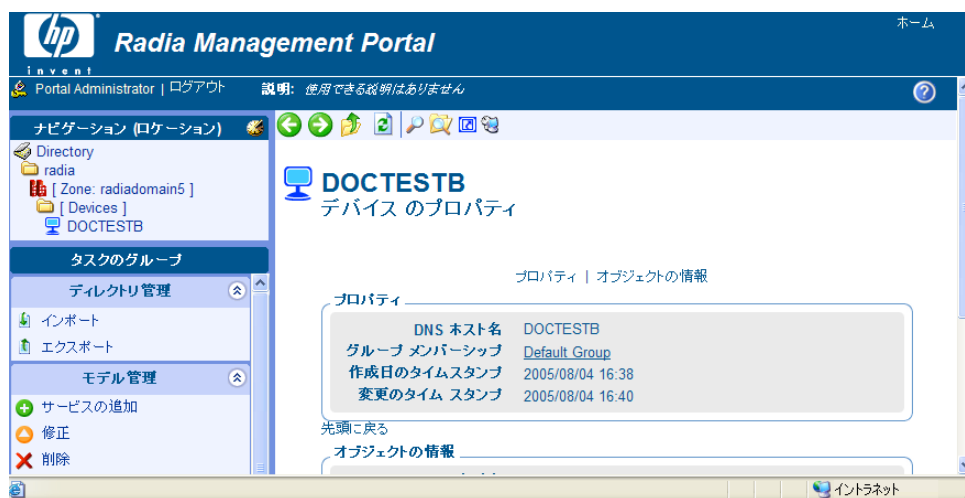 ホーム
hp
invent
Radia Management Portal
Portal Administrator | ログアウト
説明: 使用できる説明はありません
ナビゲーション (ロケーション)
Directory
radia
[ Zone: radiadomain5 ]
[ Devices ]
DOCTESTB
タスクのグループ
ディレクトリ管理
インポート
エクスポート
モデル管理
サービスの追加
修正
削除
DOCTESTB
デバイス のプロパティ
プロパティ | オブジェクトの情報
プロパティ
DNS ホスト名 DOCTESTB
グループ メンバーシップ Default Group
作成日のタイムスタンプ 2005/08/04 16:38
変更のタイム スタンプ 2005/08/04 16:40
先頭に戻る
オブジェクトの情報
イントラネット